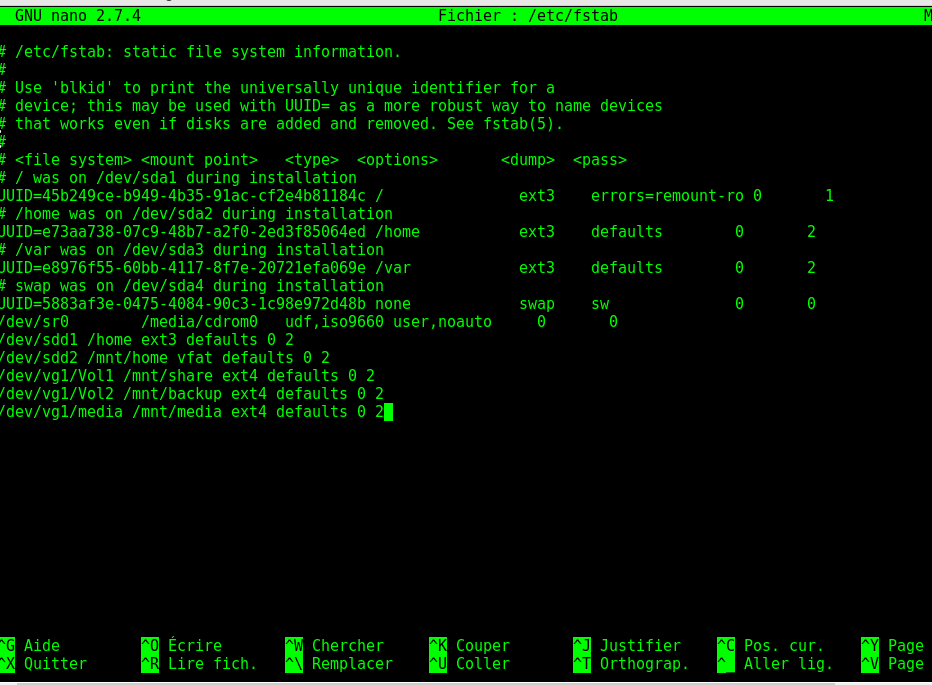 GNU nano 2.7.4 Fichier : /etc/fstab M
# /etc/fstab: static file system information.
#
# Use 'blkid' to print the universally unique identifier for a
# device; this may be used with UUID= as a more robust way to name devices
# that works even if disks are added and removed. See fstab(5).
#
# <file system> <mount point> <type> <options> <dump> <pass>
# / was on /dev/sda1 during installation
UUID=45b249ce-b949-4b35-91ac-cf2e4b81184c / ext3 errors=remount-ro 0 1
# /home was on /dev/sda2 during installation
UUID=e73aa738-07c9-48b7-a2f0-2ed3f85064ed /home ext3 defaults 0 2
# /var was on /dev/sda3 during installation
UUID=e8976f55-60bb-4117-8f7e-20721efa069e /var ext3 defaults 0 2
# swap was on /dev/sda4 during installation
UUID=5883af3e-0475-4084-90c3-1c98e972d48b none swap sw 0 0
/dev/sr0 /media/cdrom0 udf,iso9660 user,noauto 0 0
/dev/sdd1 /home ext3 defaults 0 2
/dev/sdd2 /mnt/home vfat defaults 0 2
/dev/vg1/Vol1 /mnt/share ext4 defaults 0 2
/dev/vg1/Vol2 /mnt/backup ext4 defaults 0 2
/dev/vg1/media /mnt/media ext4 defaults 0 2
^G Aide ^O Écrire ^W Chercher ^K Couper ^J Justifier ^C Pos. cur. ^Y Page
^X Quitter ^R Lire fich. ^\ Remplacer ^U Coller ^T Orthograp. ^_ Aller lig. ^V Page